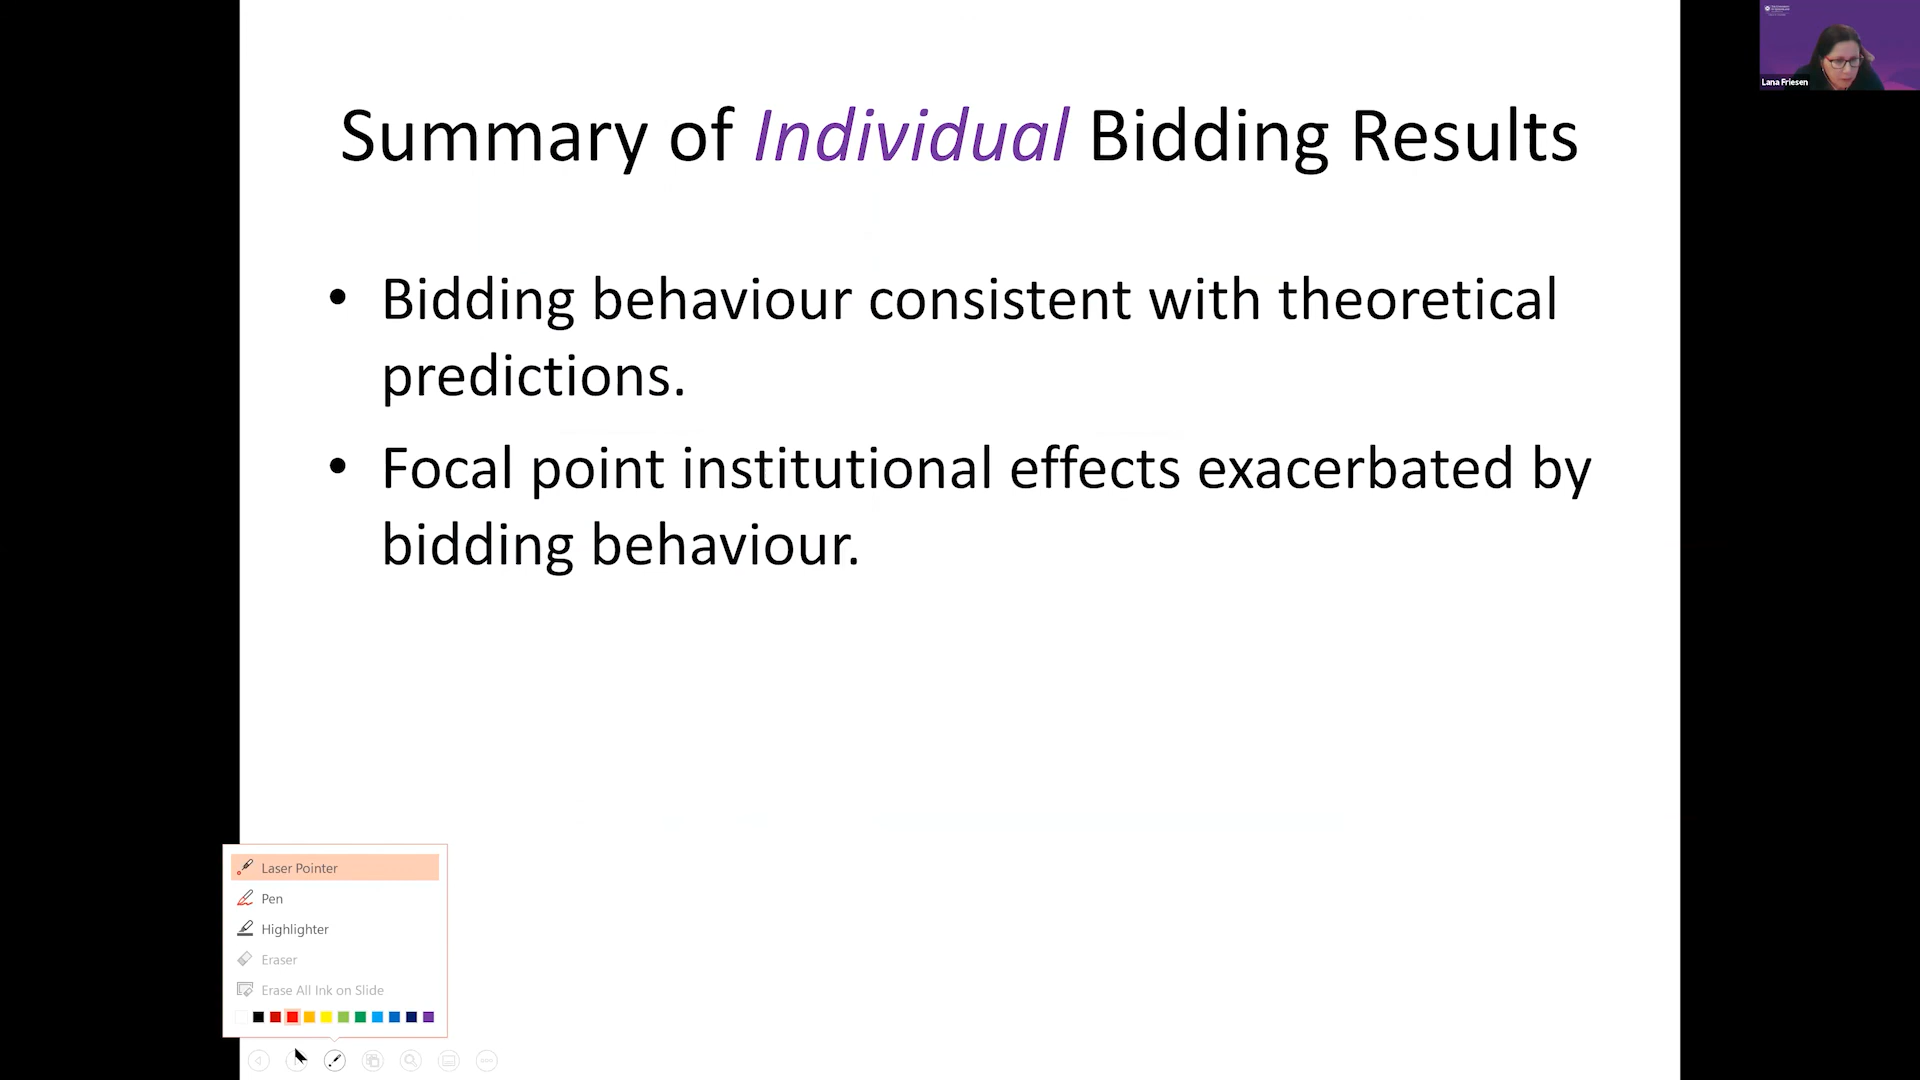 Summary of Individual Bidding Results
• Bidding behaviour consistent with theoretical
predictions.
• Focal point institutional effects exacerbated by
bidding behaviour.
Lana Friesen
Laser Pointer
Pen
Highlighter
Eraser
Erase All Ink on Slide